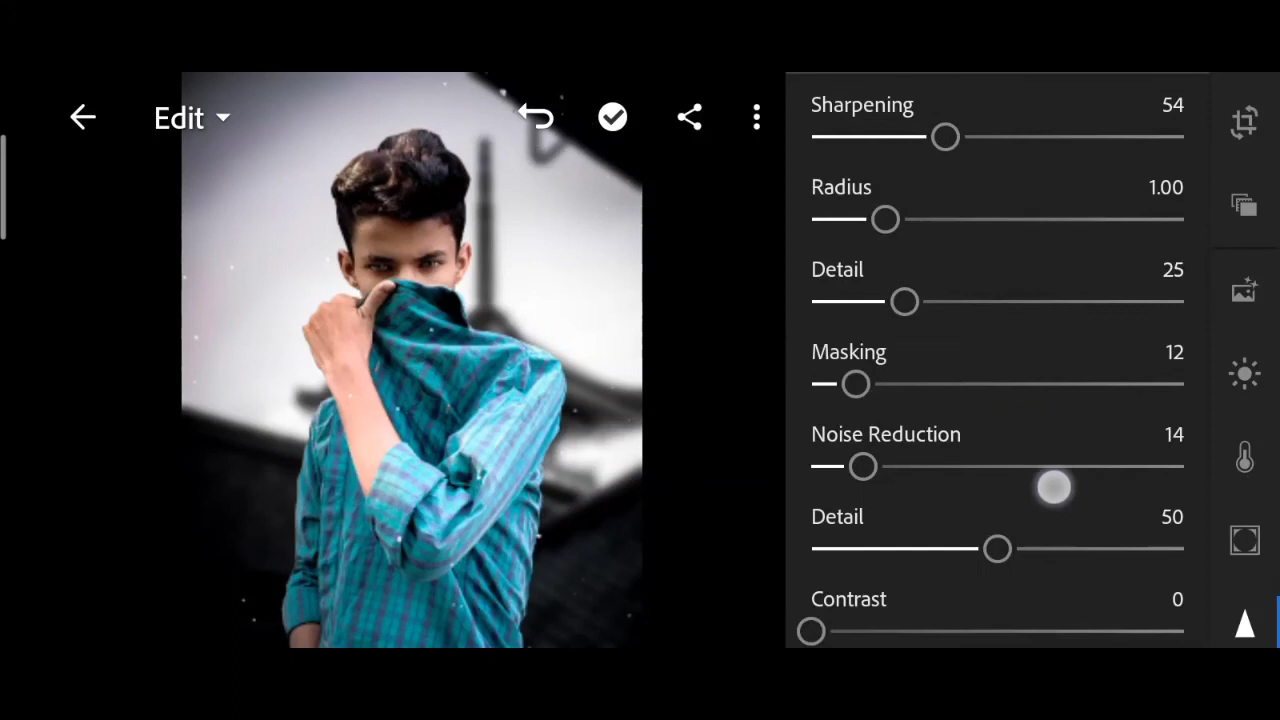 Edit
Sharpening 54
Radius 1.00
Detail 25
Masking 12
Noise Reduction 14
Detail 50
Contrast 0